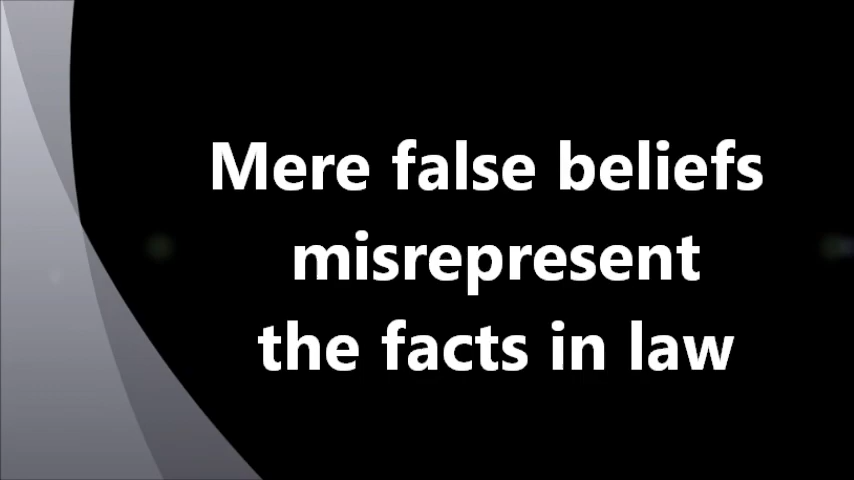 Mere false beliefs
misrepresent
the facts in law